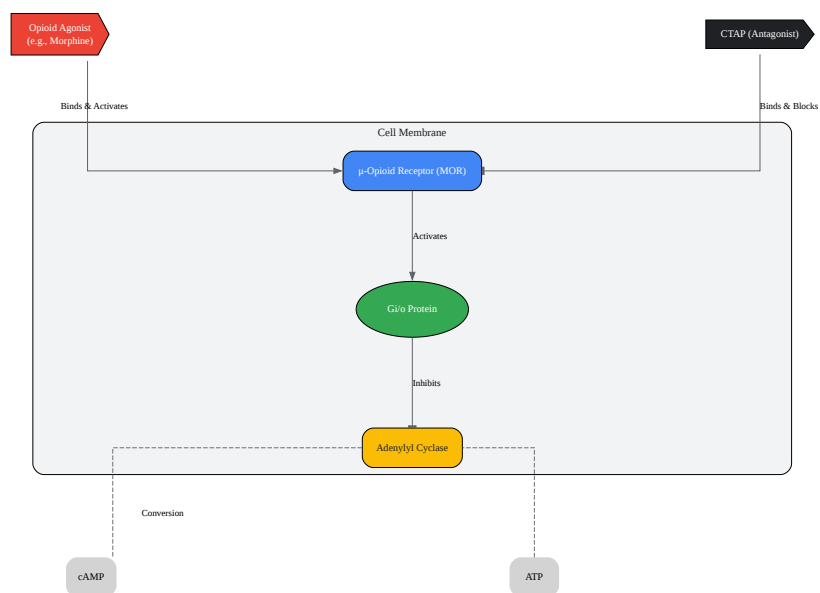 Opioid Agonist
(e.g., Morphine)
CTAP (Antagonist)
Binds & Activates
Binds & Blocks
Cell Membrane
μ-Opioid Receptor (MOR)
Activates
Gi/o Protein
Inhibits
Adenylyl Cyclase
Conversion
cAMP
ATP